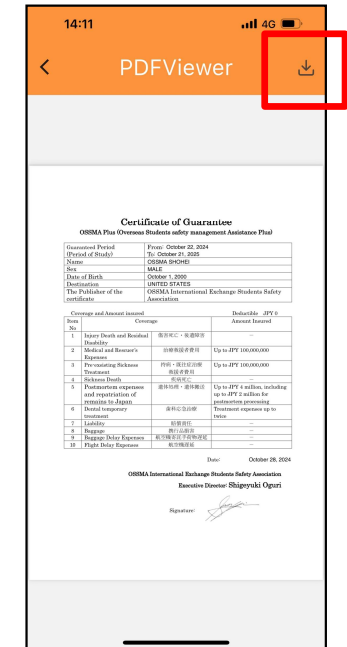 14:11 4G
PDFViewer
Certificate of Guarantee
OSSMA Plus (Overseas Students safety management Assistance Plus)
Guaranteed Period From: October 22, 2024
(Period of Study) To: October 21, 2025
Name OSSMA SHOHEI
Sex MALE
Date of Birth October 1, 2000
Destination UNITED STATES
The Publisher of the OSSMA International Exchange Students Safety
certificate Association
Coverage and Amount insured Deductible JPY 0
Item Coverage Amount Insured
No
1 Injury Death and Residual 傷害死亡・後遺障害 —
Disability
2 Medical and Rescuer's 治療救援者費用 Up to JPY 100,000,000
Expenses
3 Pre-existing Sickness 持病・既往症治療 Up to JPY 100,000,000
Treatment 救援者費用
4 Sickness Death 疾病死亡 —
5 Postmortem expenses 遺体処理・遺体搬送 Up to JPY 4 million, including
and repatriation of up to JPY 2 million for
remains to Japan postmortem processing
6 Dental temporary 歯科応急治療 Treatment expenses up to
treatment twice
7 Liability 賠償責任 —
8 Baggage 携行品損害 —
9 Baggage Delay Expenses 航空機寄託手荷物遅延 —
10 Flight Delay Expenses 航空機遅延 —
Date: October 28, 2024
OSSMA International Exchange Students Safety Association
Executive Director: Shigeyuki Oguri
Signature: